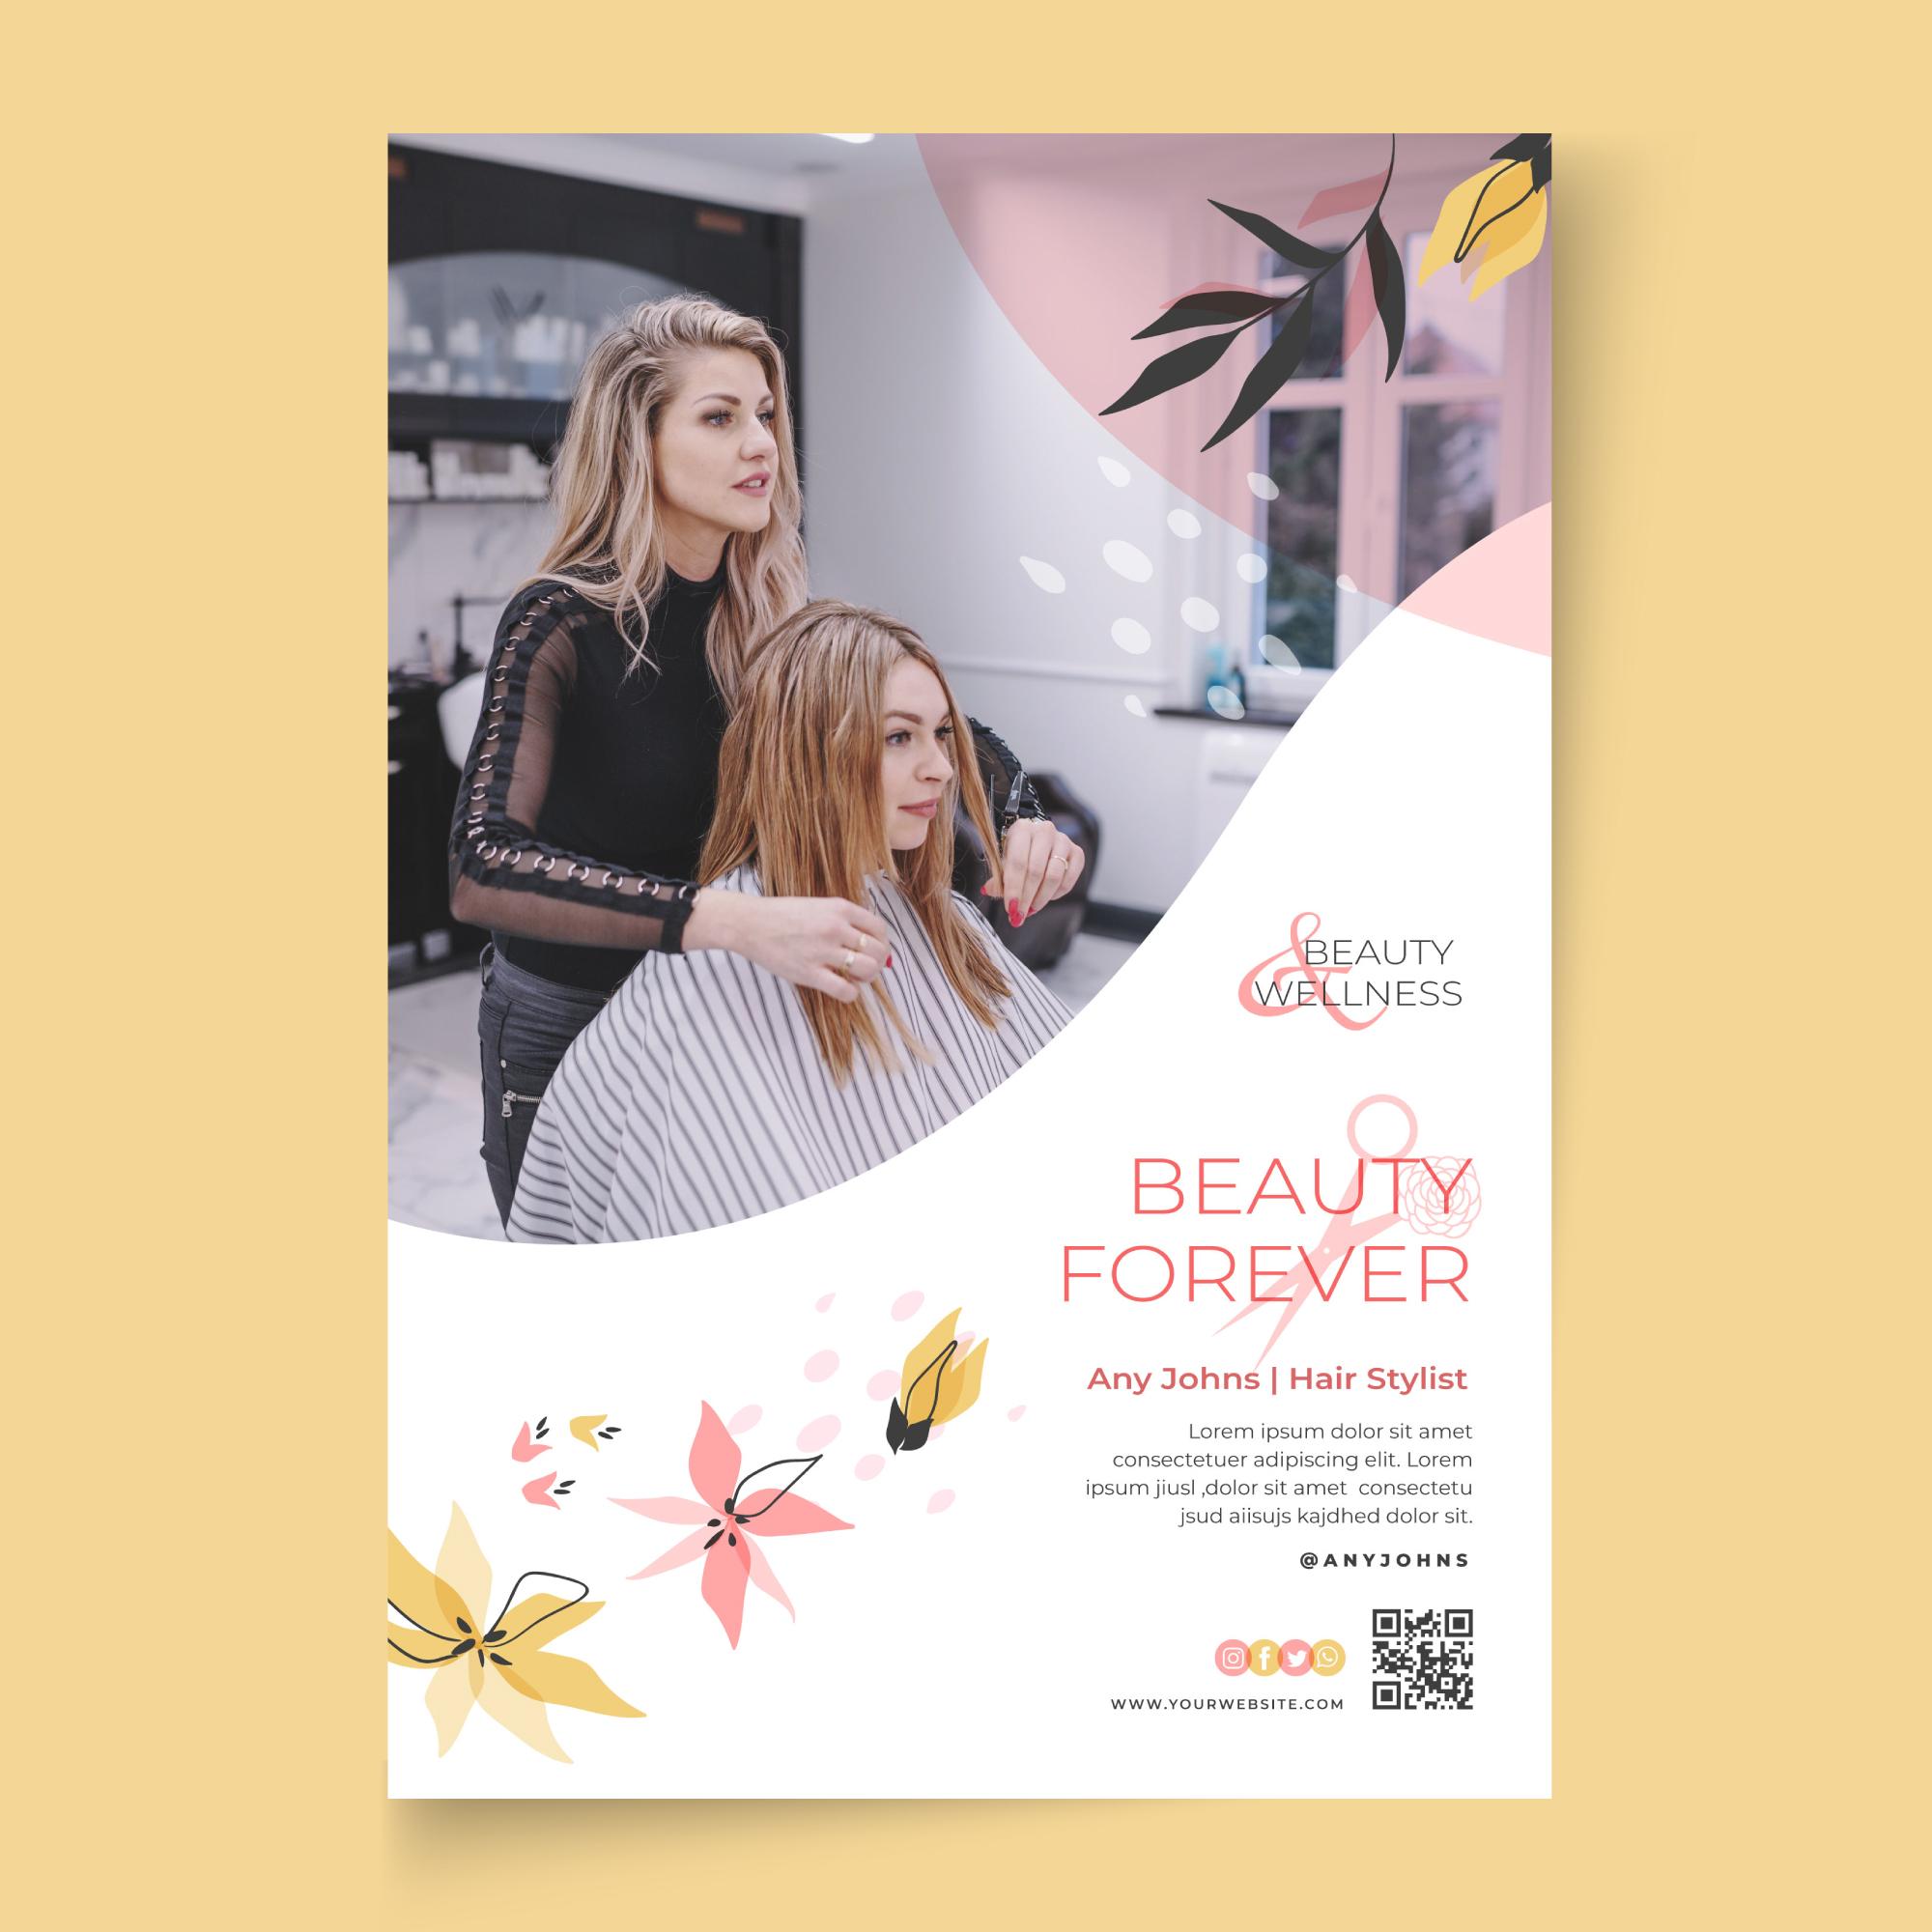 BEAUTY
& WELLNESS
BEAUTY
FOREVER
Any Johns | Hair Stylist
Lorem ipsum dolor sit amet
consectetuer adipiscing elit. Lorem
ipsum jiusl ,dolor sit amet  consectetu
jsud aiisujs kajdhed dolor sit.
@ANYJOHNS
WWW.YOURWEBSITE.COM